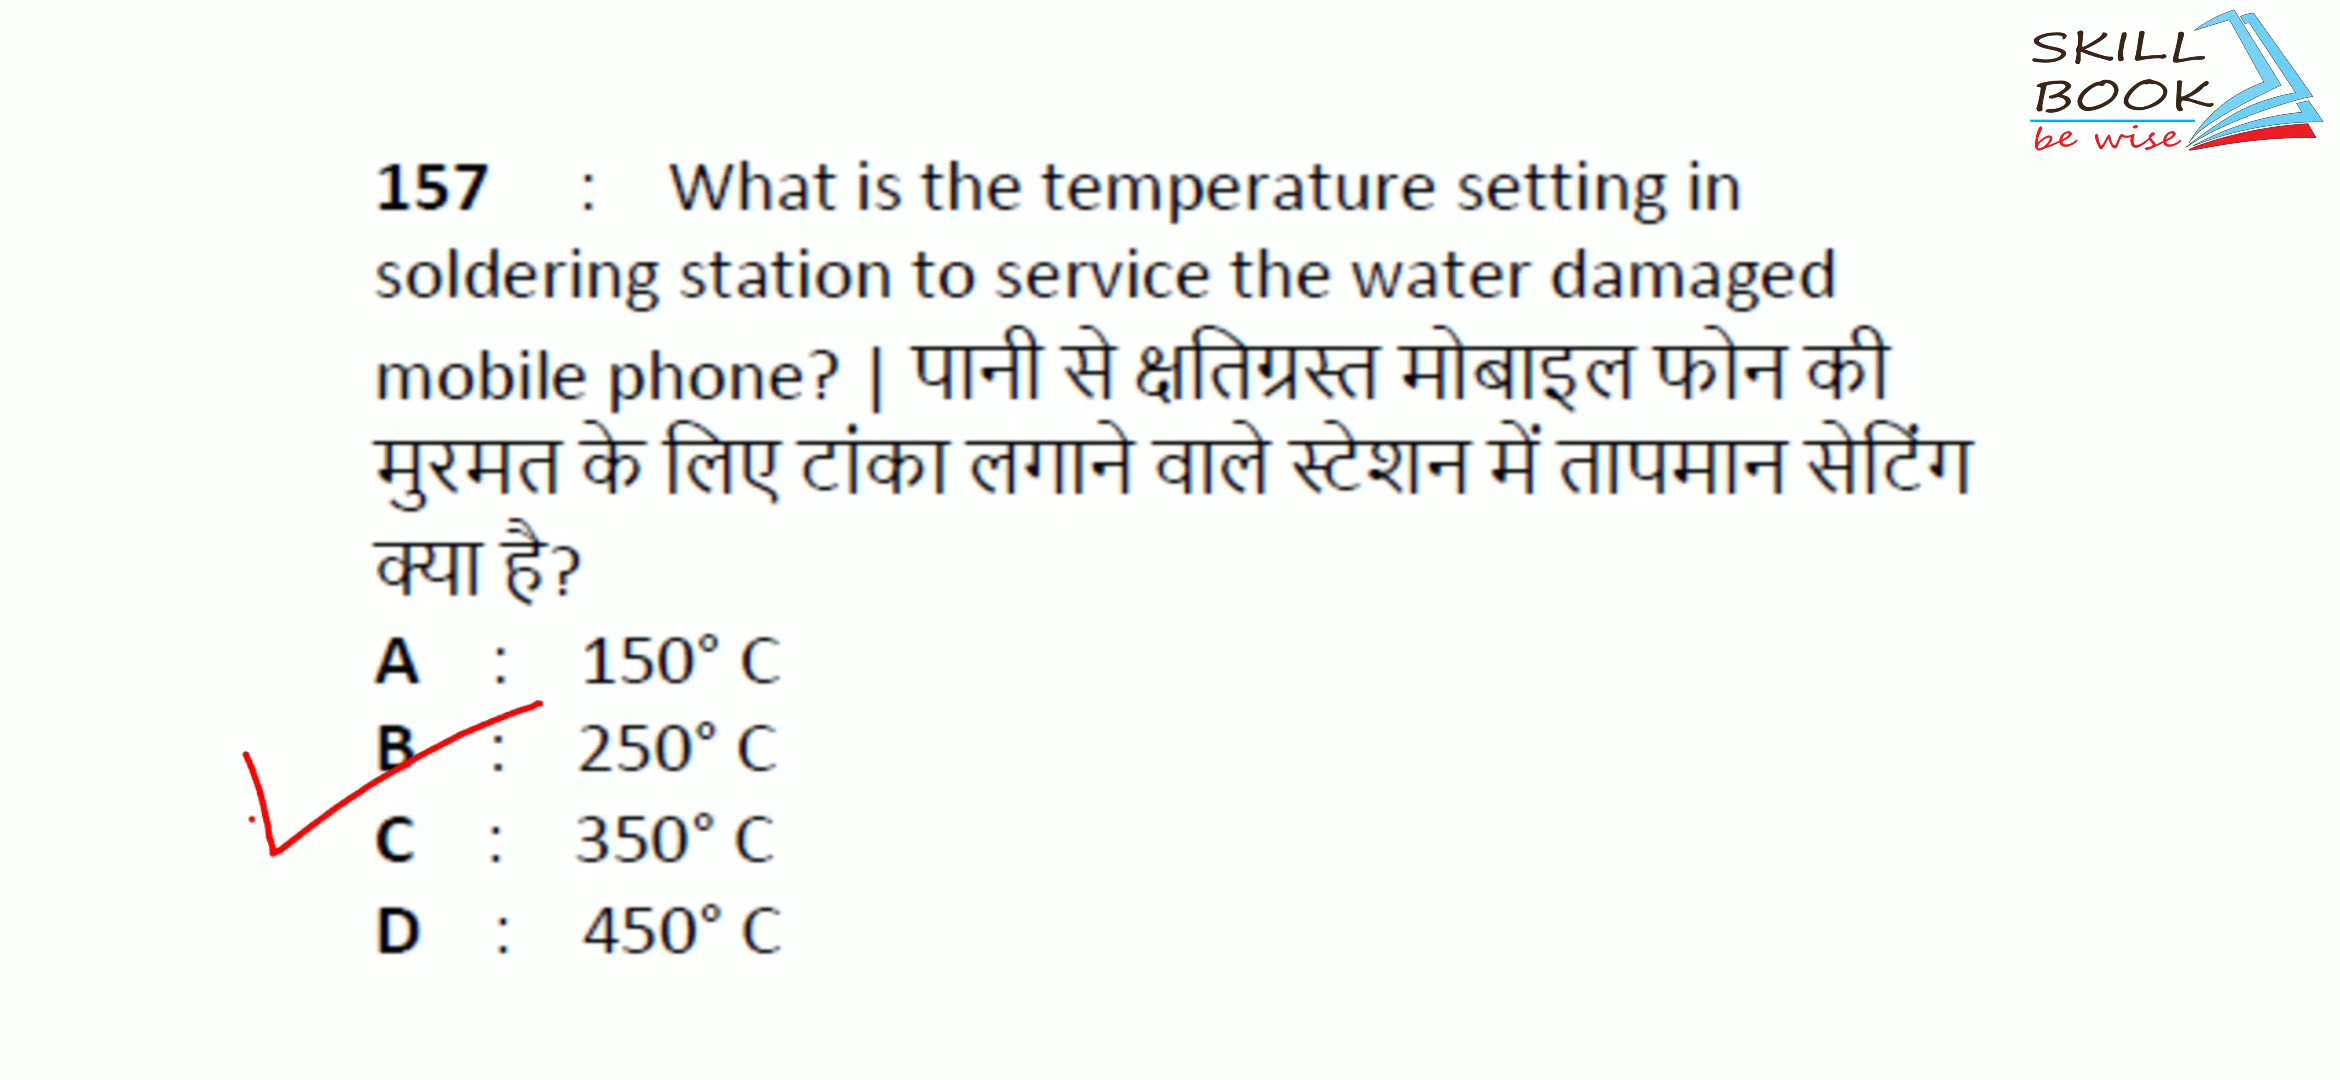 SKILL
BOOK
be wise
157 : What is the temperature setting in
soldering station to service the water damaged
mobile phone? | पानी से क्षतिग्रस्त मोबाइल फोन की
मुरमत के लिए टांका लगाने वाले स्टेशन में तापमान सेटिंग
क्या है?
A : 150° C
B : 250° C
C : 350° C
D : 450° C